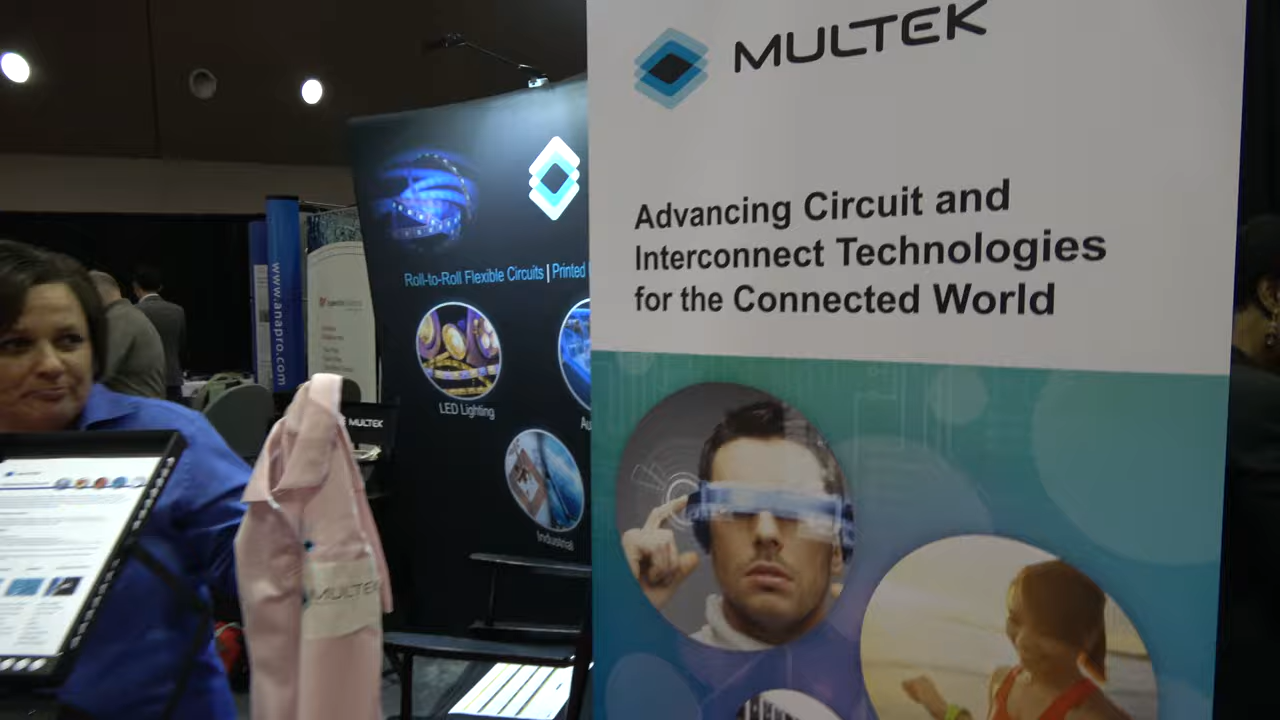 MULTEK
Advancing Circuit and
Interconnect Technologies
for the Connected World
Roll-to-Roll Flexible Circuits | Printed
LED Lighting
Industrial
www.anapro.com
MULTEK
MULTEK